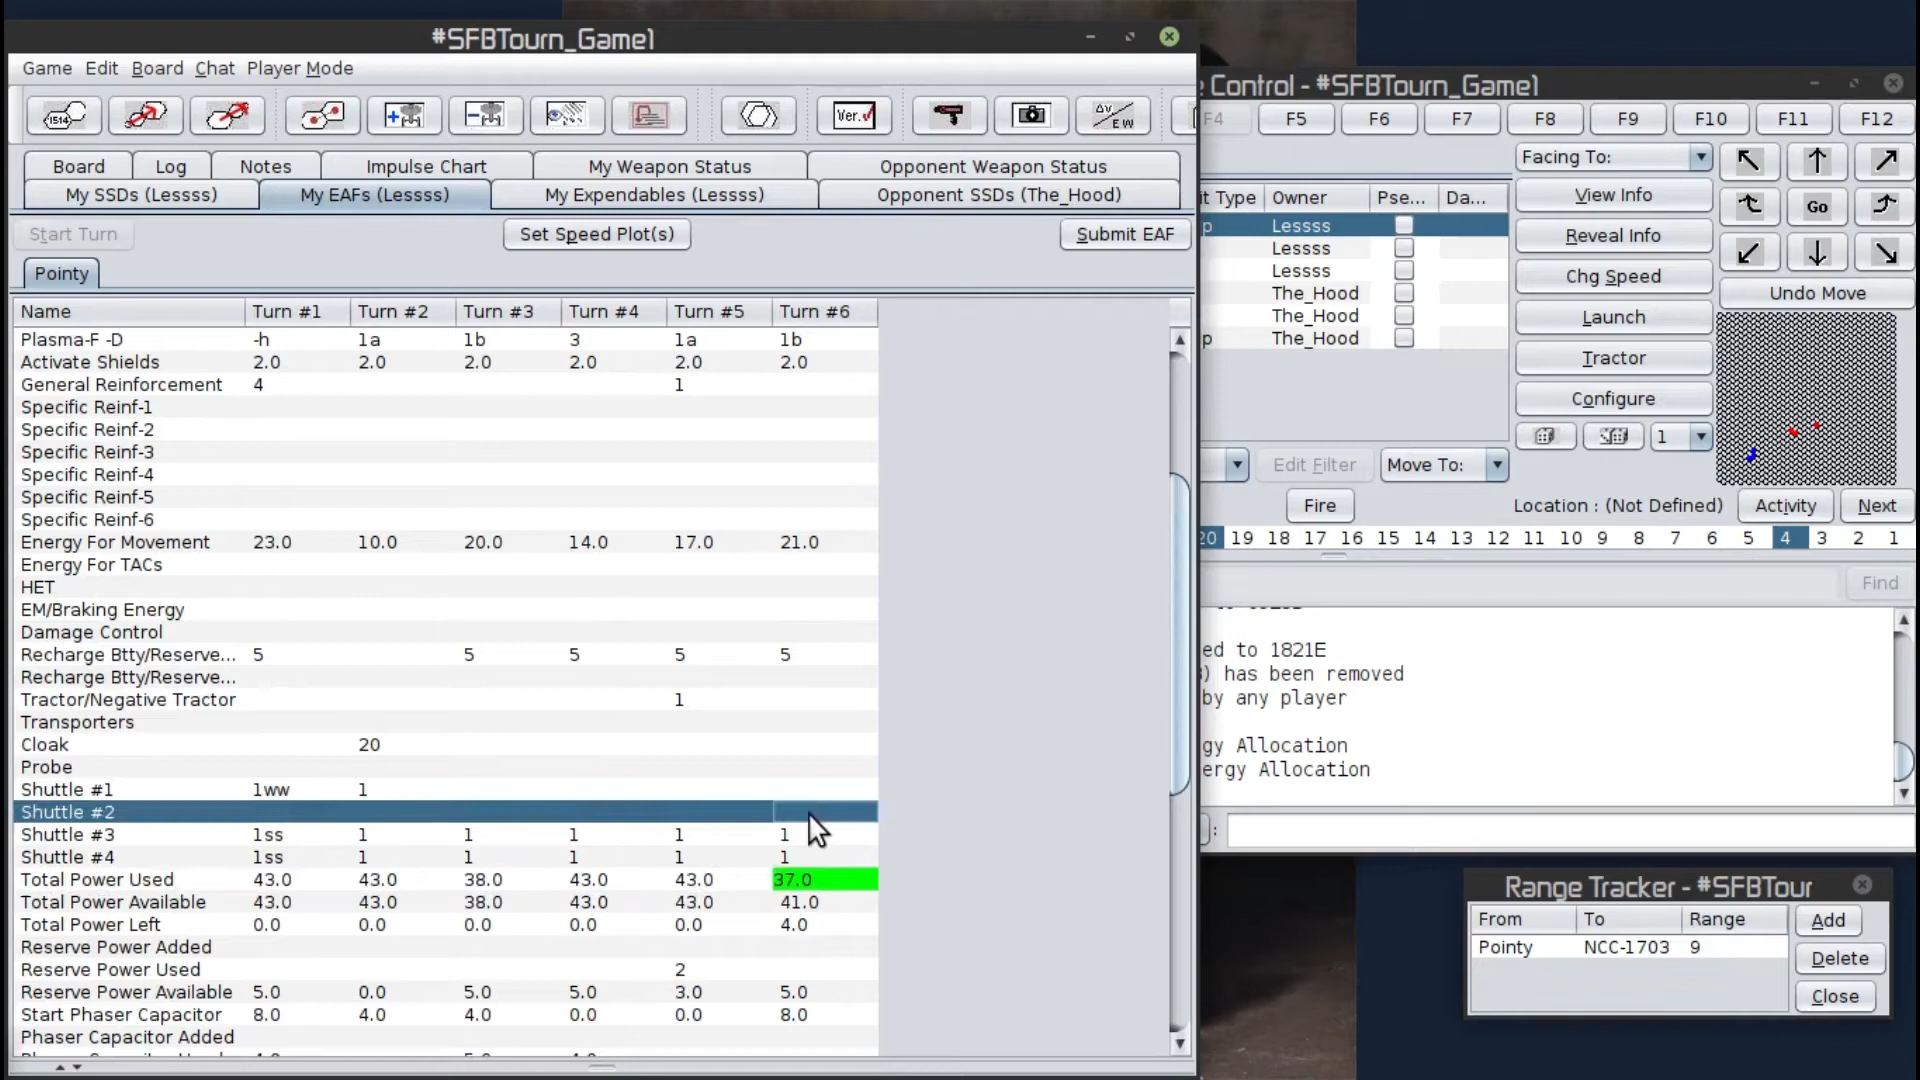 #SFBTourn_Game1
Game Edit Board Chat Player Mode
1514 Ver. ΔV/EW
Board Log Notes Impulse Chart My Weapon Status Opponent Weapon Status
My SSDs (Lessss) My EAFs (Lessss) My Expendables (Lessss) Opponent SSDs (The_Hood)
Start Turn Set Speed Plot(s) Submit EAF
Pointy
Name Turn #1 Turn #2 Turn #3 Turn #4 Turn #5 Turn #6
Plasma-F -D -h 1a 1b 3 1a 1b
Activate Shields 2.0 2.0 2.0 2.0 2.0 2.0
General Reinforcement 4 1
Specific Reinf-1
Specific Reinf-2
Specific Reinf-3
Specific Reinf-4
Specific Reinf-5
Specific Reinf-6
Energy For Movement 23.0 10.0 20.0 14.0 17.0 21.0
Energy For TACs
HET
EM/Braking Energy
Damage Control
Recharge Btty/Reserve... 5 5 5 5 5
Recharge Btty/Reserve...
Tractor/Negative Tractor 1
Transporters
Cloak 20
Probe
Shuttle #1 1ww 1
Shuttle #2
Shuttle #3 1ss 1 1 1 1 1
Shuttle #4 1ss 1 1 1 1 1
Total Power Used 43.0 43.0 38.0 43.0 43.0 37.0
Total Power Available 43.0 43.0 38.0 43.0 43.0 41.0
Total Power Left 0.0 0.0 0.0 0.0 0.0 4.0
Reserve Power Added
Reserve Power Used 2
Reserve Power Available 5.0 0.0 5.0 5.0 3.0 5.0
Start Phaser Capacitor 8.0 4.0 4.0 0.0 0.0 8.0
Phaser Capacitor Added
e Control - #SFBTourn_Game1
F4 F5 F6 F7 F8 F9 F10 F11 F12
Facing To:
it Type Owner Pse... Da...
p Lessss
Lessss
Lessss
The_Hood
The_Hood
p The_Hood
View Info
Reveal Info
Chg Speed
Launch
Tractor
Configure
1
Go
Undo Move
Edit Filter Move To:
Fire Location : (Not Defined) Activity Next
20 19 18 17 16 15 14 13 12 11 10 9 8 7 6 5 4 3 2 1
Find
ed to 1821E
) has been removed
by any player
gy Allocation
ergy Allocation
:
Range Tracker - #SFBTour
From To Range
Pointy NCC-1703 9
Add
Delete
Close